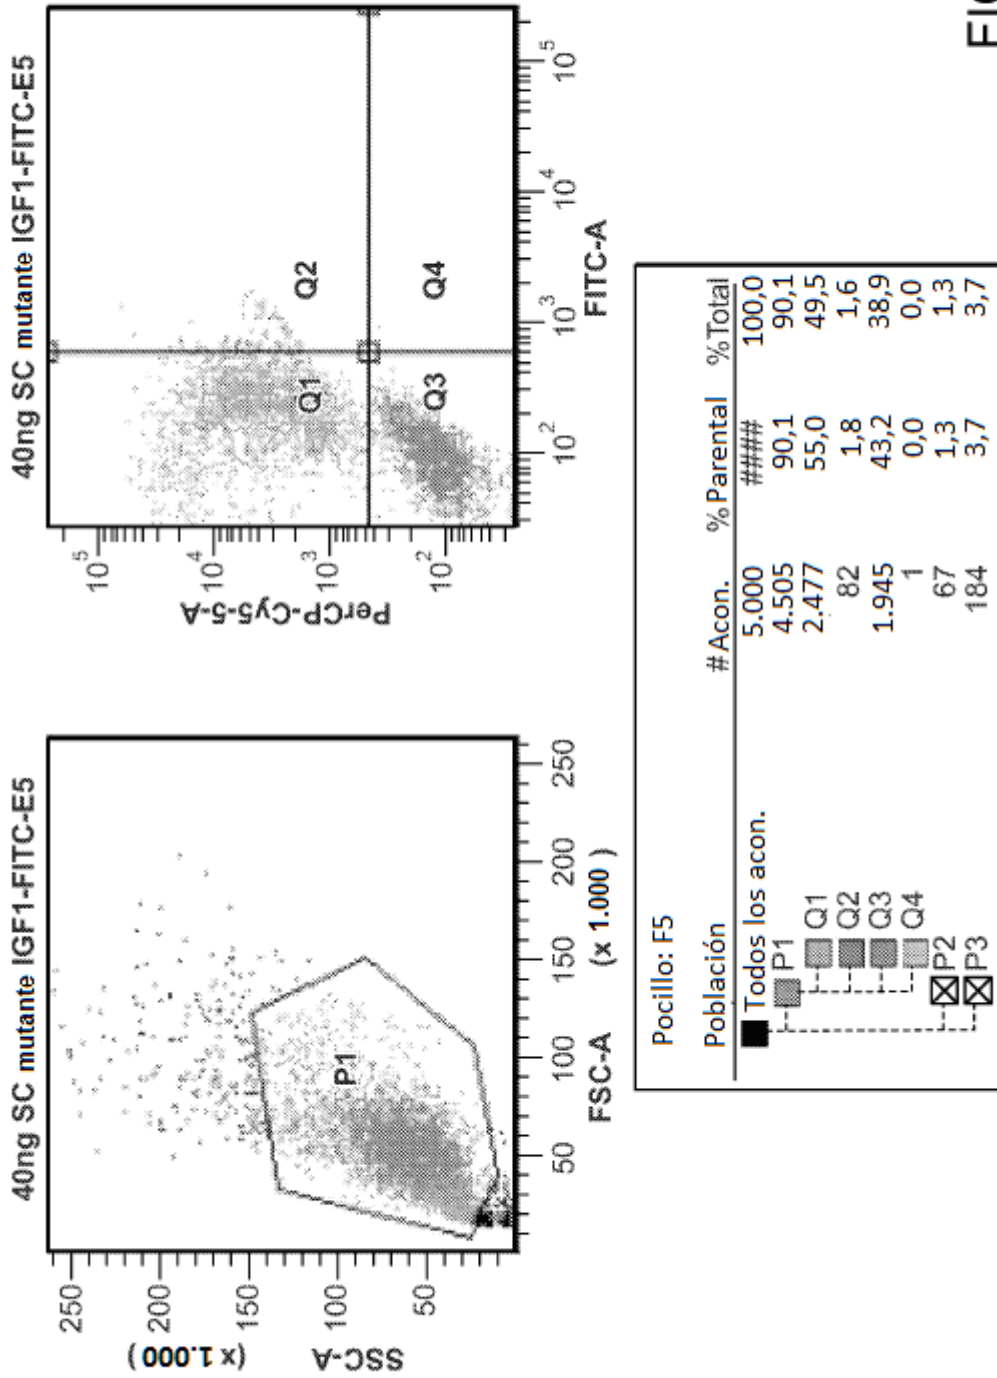 40ng SC mutante IGF1-FITC-E5
SSC-A (x 1.000 )
250
200
150
100
50
P1
50 100 150 200 250
FSC-A (x 1.000 )
40ng SC mutante IGF1-FITC-E5
PerCP-Cy5-5-A
10^5
10^4
10^3
10^2
Q1 Q2
Q3 Q4
10^2 10^3 10^4 10^5
FITC-A
Pocillo: F5
Población # Acon. %Parental %Total
Todos los acon. 5.000 #### 100,0
P1 4.505 90,1 90,1
Q1 2.477 55,0 49,5
Q2 82 1,8 1,6
Q3 1.945 43,2 38,9
Q4 1 0,0 0,0
P2 67 1,3 1,3
P3 184 3,7 3,7